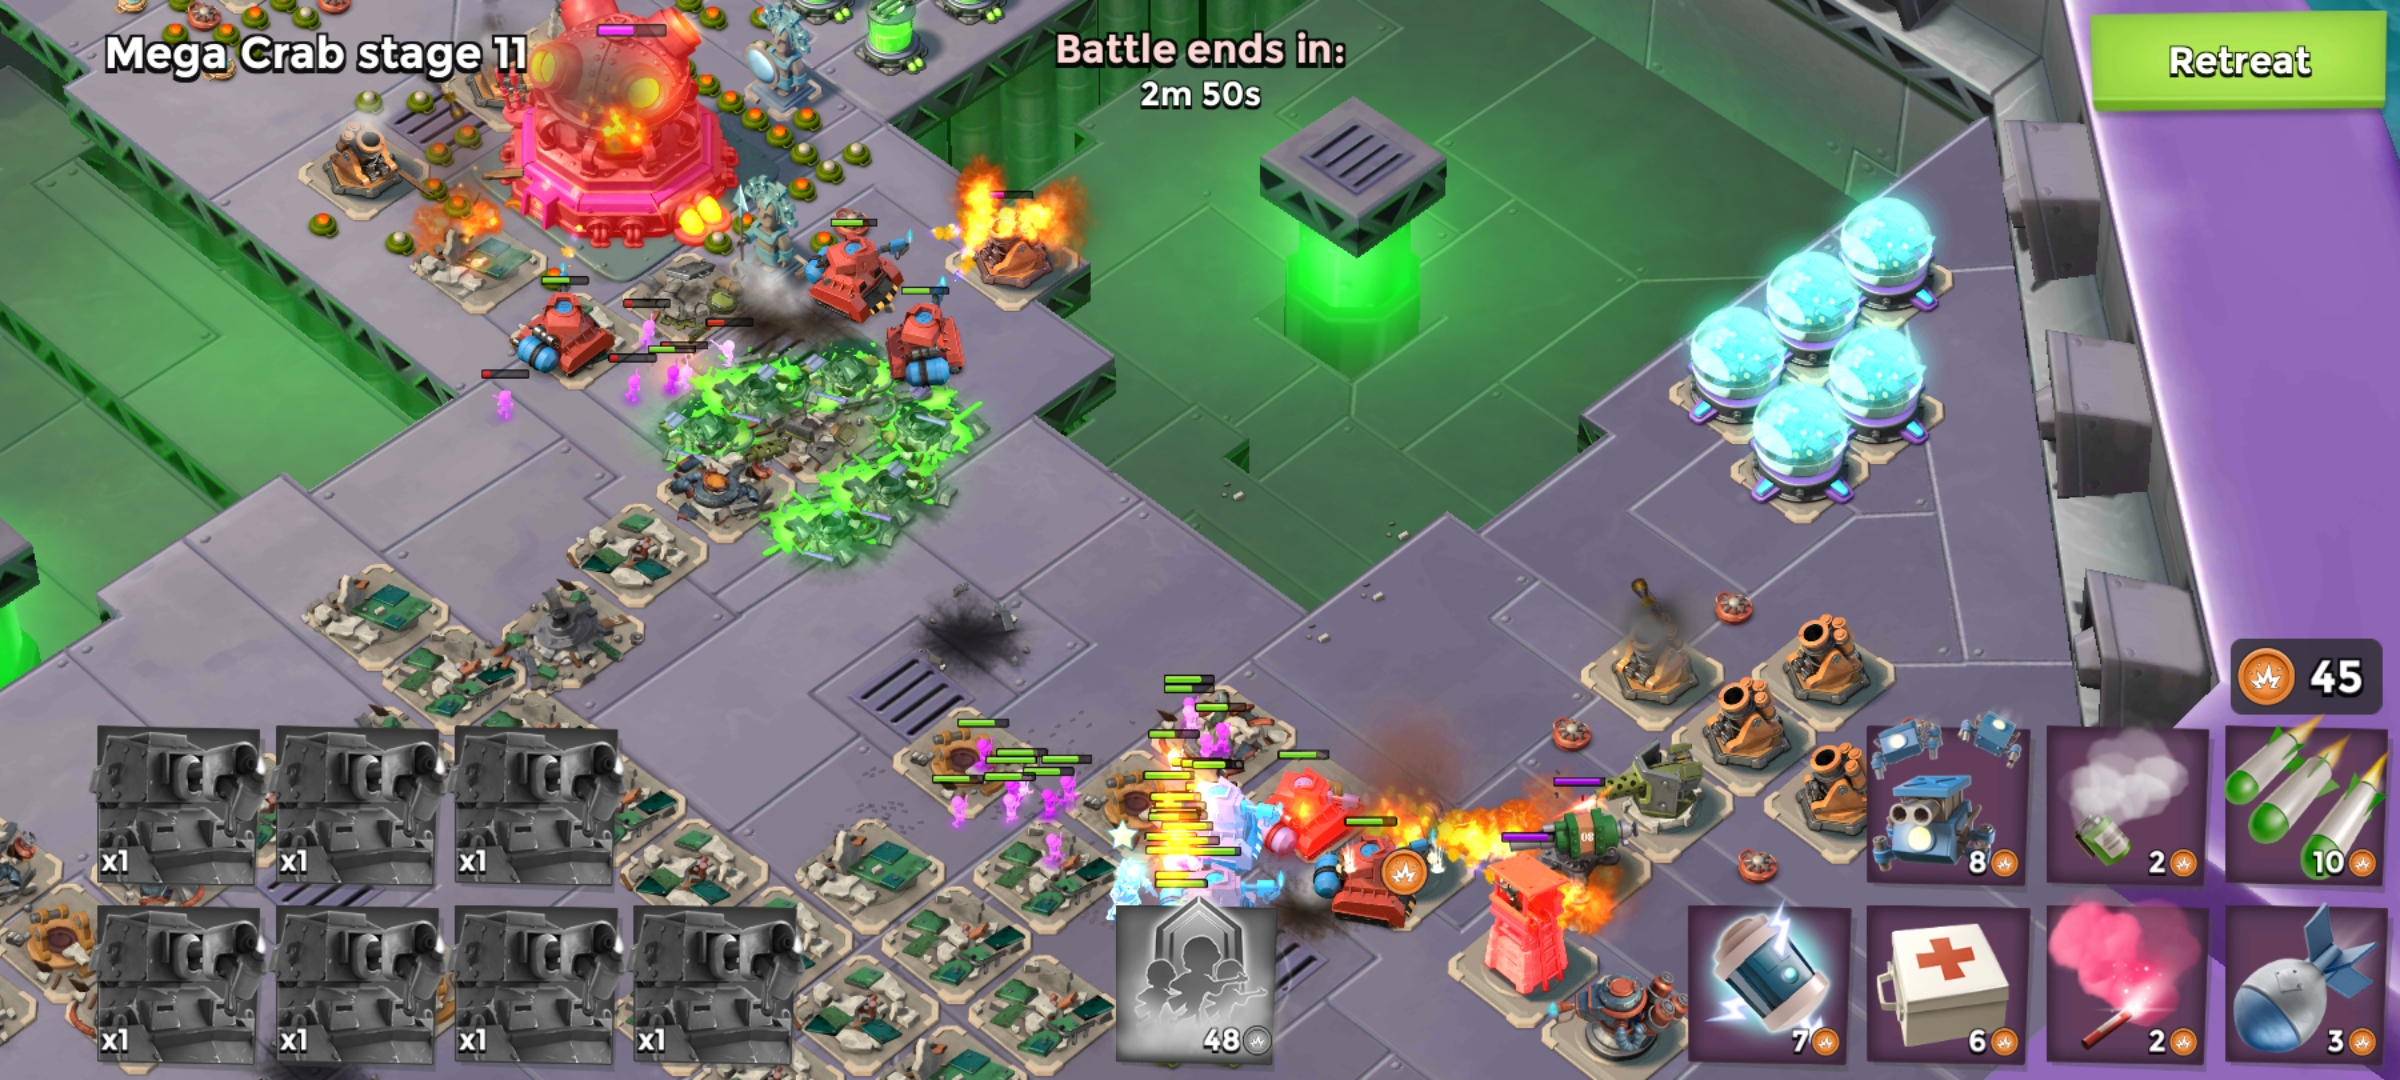 Mega Crab stage 11
Battle ends in:
2m 50s
Retreat
45
x1
x1
x1
8
2
10
x1
x1
x1
x1
48
7
6
2
3